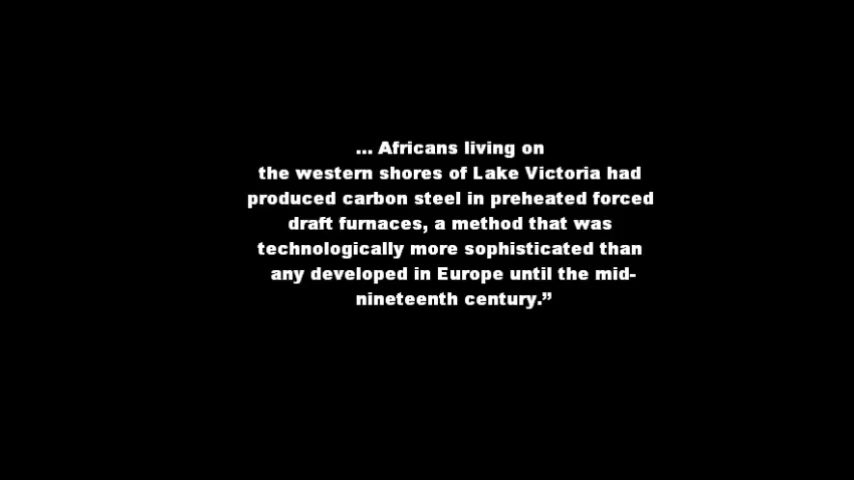 ... Africans living on
the western shores of Lake Victoria had
produced carbon steel in preheated forced
draft furnaces, a method that was
technologically more sophisticated than
any developed in Europe until the mid-
nineteenth century.”